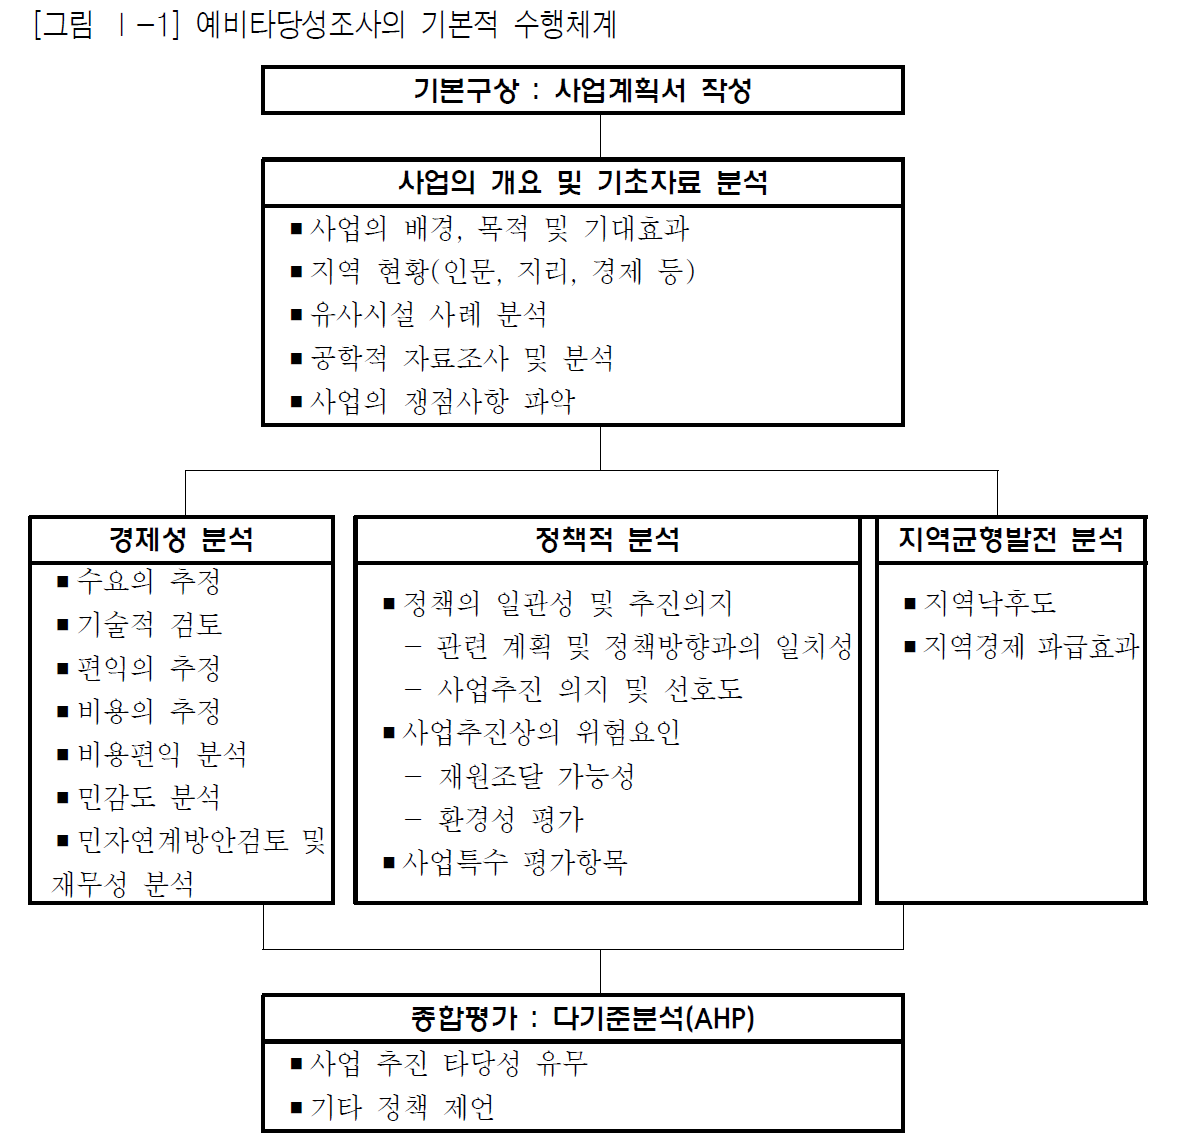 [그림 Ⅰ-1] 예비타당성조사의 기본적 수행체계
기본구상 : 사업계획서 작성
사업의 개요 및 기초자료 분석
■ 사업의 배경, 목적 및 기대효과
■ 지역 현황(인문, 지리, 경제 등)
■ 유사시설 사례 분석
■ 공학적 자료조사 및 분석
■ 사업의 쟁점사항 파악
경제성 분석
■ 수요의 추정
■ 기술적 검토
■ 편익의 추정
■ 비용의 추정
■ 비용편익 분석
■ 민감도 분석
■ 민자연계방안검토 및
재무성 분석
정책적 분석
■ 정책의 일관성 및 추진의지
- 관련 계획 및 정책방향과의 일치성
- 사업추진 의지 및 선호도
■ 사업추진상의 위험요인
- 재원조달 가능성
- 환경성 평가
■ 사업특수 평가항목
지역균형발전 분석
■ 지역낙후도
■ 지역경제 파급효과
종합평가 : 다기준분석(AHP)
■ 사업 추진 타당성 유무
■ 기타 정책 제언